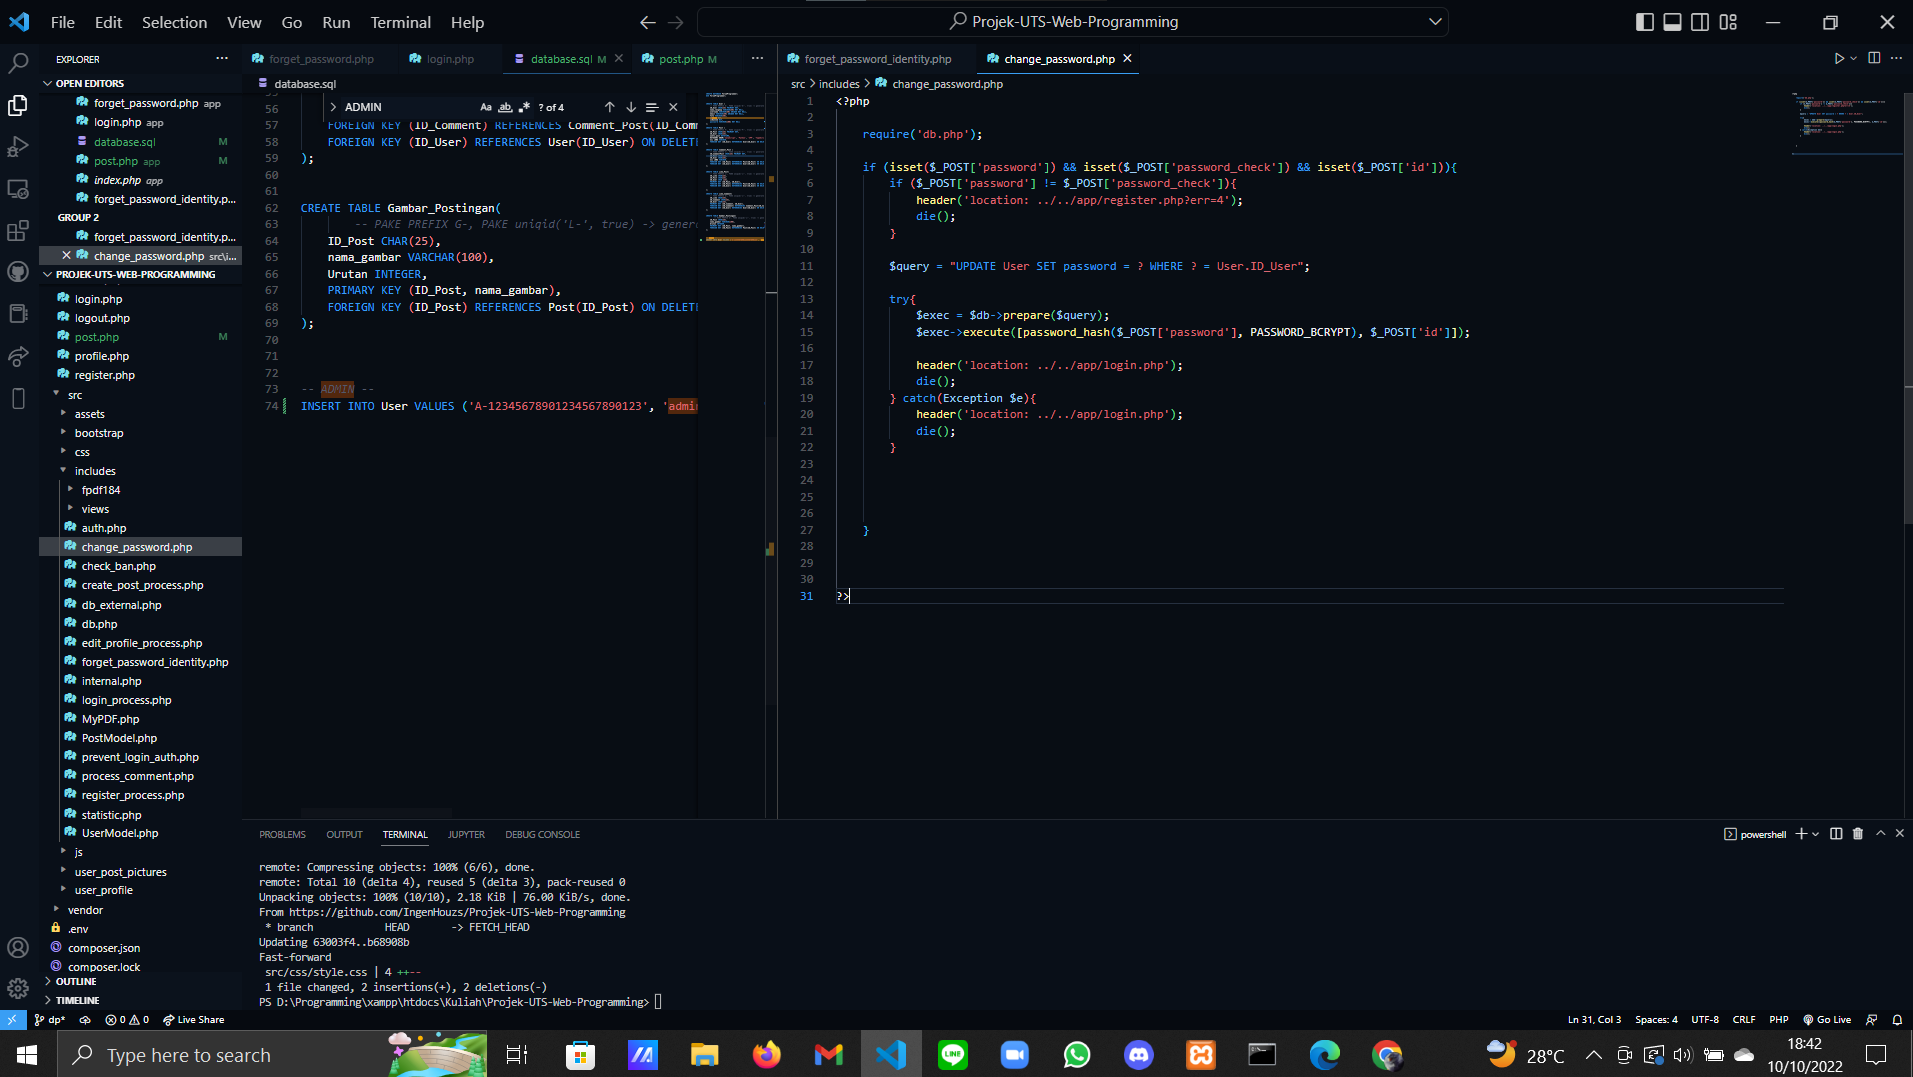 File Edit Selection View Go Run Terminal Help
Projek-UTS-Web-Programming
EXPLORER
OPEN EDITORS
forget_password.php app
login.php app
database.sql M
post.php app M
index.php app
forget_password_identity.p...
GROUP 2
forget_password_identity.p...
change_password.php src\i...
PROJEK-UTS-WEB-PROGRAMMING
login.php
logout.php
post.php M
profile.php
register.php
src
assets
bootstrap
css
includes
fpdf184
views
auth.php
change_password.php
check_ban.php
create_post_process.php
db_external.php
db.php
edit_profile_process.php
forget_password_identity.php
internal.php
login_process.php
MyPDF.php
PostModel.php
prevent_login_auth.php
process_comment.php
register_process.php
statistic.php
UserModel.php
js
user_post_pictures
user_profile
vendor
.env
composer.json
composer.lock
OUTLINE
TIMELINE
forget_password.php login.php database.sql M post.php M
database.sql
ADMIN Aa ab ? of 4
56
57 FOREIGN KEY (ID_Comment) REFERENCES Comment_Post(ID_Com
58 FOREIGN KEY (ID_User) REFERENCES User(ID_User) ON DELET
59 );
60
61
62 CREATE TABLE Gambar_Postingan(
63 -- PAKE PREFIX G-, PAKE uniqid('L-', true) -> gener
64 ID_Post CHAR(25),
65 nama_gambar VARCHAR(100),
66 Urutan INTEGER,
67 PRIMARY KEY (ID_Post, nama_gambar),
68 FOREIGN KEY (ID_Post) REFERENCES Post(ID_Post) ON DELET
69 );
70
71
72
73 -- ADMIN --
74 INSERT INTO User VALUES ('A-12345678901234567890123', 'admi
forget_password_identity.php change_password.php
src > includes > change_password.php
1 <?php
2
3 require('db.php');
4
5 if (isset($_POST['password']) && isset($_POST['password_check']) && isset($_POST['id'])){
6 if ($_POST['password'] != $_POST['password_check']){
7 header('location: ../../app/register.php?err=4');
8 die();
9 }
10
11 $query = "UPDATE User SET password = ? WHERE ? = User.ID_User";
12
13 try{
14 $exec = $db->prepare($query);
15 $exec->execute([password_hash($_POST['password'], PASSWORD_BCRYPT), $_POST['id']]);
16
17 header('location: ../../app/login.php');
18 die();
19 } catch(Exception $e){
20 header('location: ../../app/login.php');
21 die();
22 }
23
24
25
26
27 }
28
29
30
31 ?>
PROBLEMS OUTPUT TERMINAL JUPYTER DEBUG CONSOLE
powershell
remote: Compressing objects: 100% (6/6), done.
remote: Total 10 (delta 4), reused 5 (delta 3), pack-reused 0
Unpacking objects: 100% (10/10), 2.18 KiB | 76.00 KiB/s, done.
From https://github.com/IngenHouzs/Projek-UTS-Web-Programming
* branch HEAD -> FETCH_HEAD
Updating 63003f4..b68908b
Fast-forward
src/css/style.css | 4 ++--
1 file changed, 2 insertions(+), 2 deletions(-)
PS D:\Programming\xampp\htdocs\Kuliah\Projek-UTS-Web-Programming>
dp* 0 0 Live Share
Ln 31, Col 3 Spaces: 4 UTF-8 CRLF PHP Go Live
Type here to search
28°C
18:42
10/10/2022